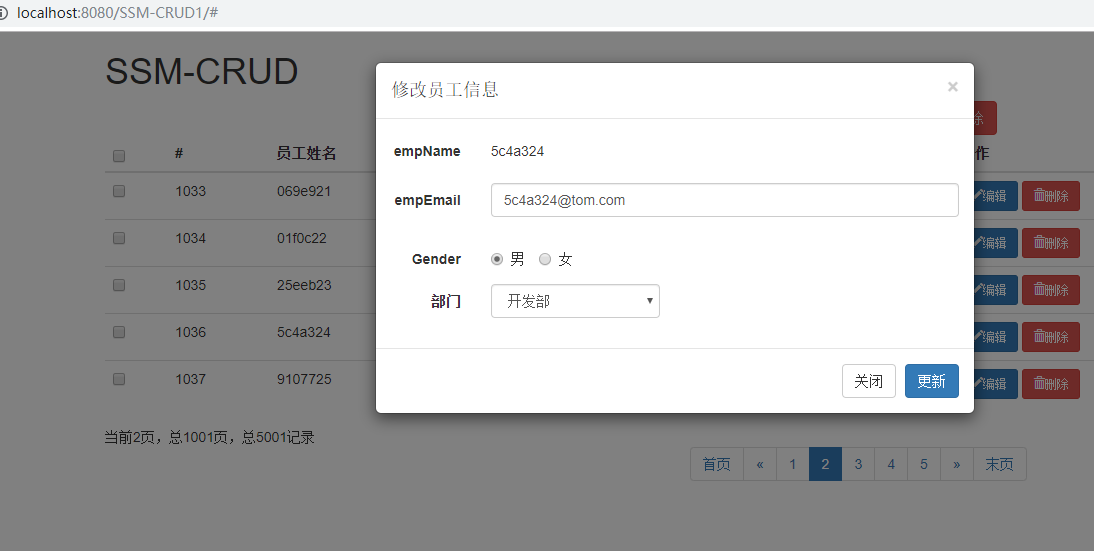 localhost:8080/SSM-CRUD1/#
SSM-CRUD
修改员工信息 ×
除
# 员工姓名 作
empName 5c4a324
empEmail 5c4a324@tom.com
Gender 男 女
部门 开发部
关闭 更新
1033 069e921 编辑 删除
1034 01f0c22 编辑 删除
1035 25eeb23 编辑 删除
1036 5c4a324 编辑 删除
1037 9107725 编辑 删除
当前2页，总1001页，总5001记录
首页 « 1 2 3 4 5 » 末页